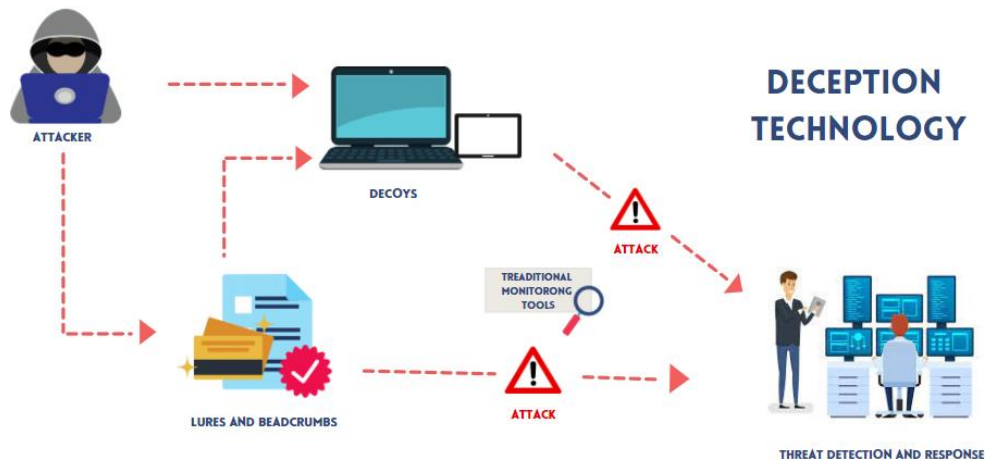 DECEPTION
TECHNOLOGY
ATTACKER
DECOYS
ATTACK
TREADITIONAL
MONITORONG
TOOLS
ATTACK
LURES AND BEADCRUMBS
THREAT DETECTION AND RESPONSE